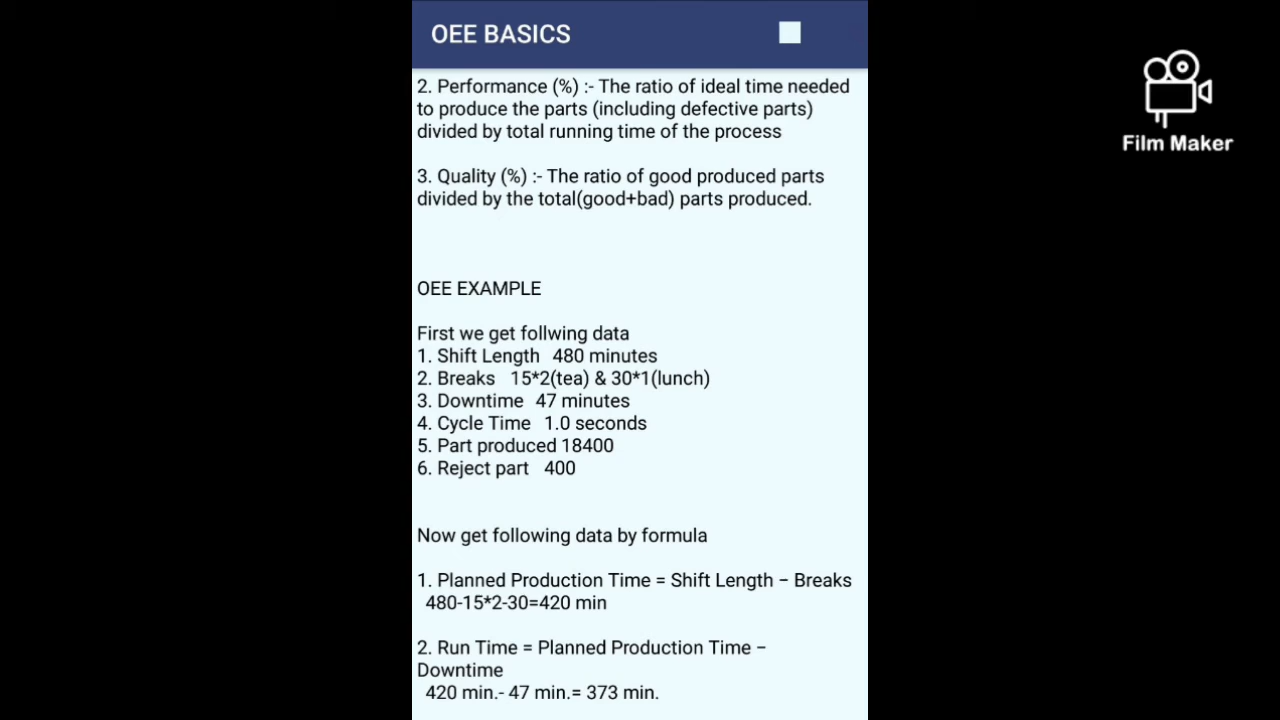 OEE BASICS
2. Performance (%) :- The ratio of ideal time needed
to produce the parts (including defective parts)
divided by total running time of the process
3. Quality (%) :- The ratio of good produced parts
divided by the total(good+bad) parts produced.
OEE EXAMPLE
First we get follwing data
1. Shift Length 480 minutes
2. Breaks 15*2(tea) & 30*1(lunch)
3. Downtime 47 minutes
4. Cycle Time 1.0 seconds
5. Part produced 18400
6. Reject part 400
Now get following data by formula
1. Planned Production Time = Shift Length − Breaks
480-15*2-30=420 min
2. Run Time = Planned Production Time −
Downtime
420 min.- 47 min.= 373 min.
Film Maker